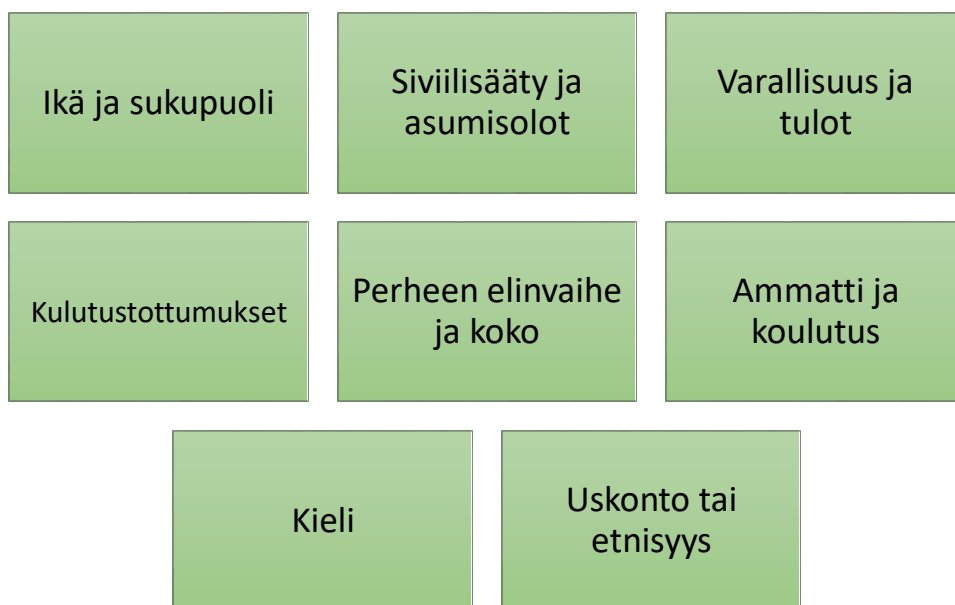 Ikä ja sukupuoli
Siviilisääty ja
asumisolot
Varallisuus ja
tulot
Kulutustottumukset
Perheen elinvaihe
ja koko
Ammatti ja
koulutus
Kieli
Uskonto tai
etnisyys